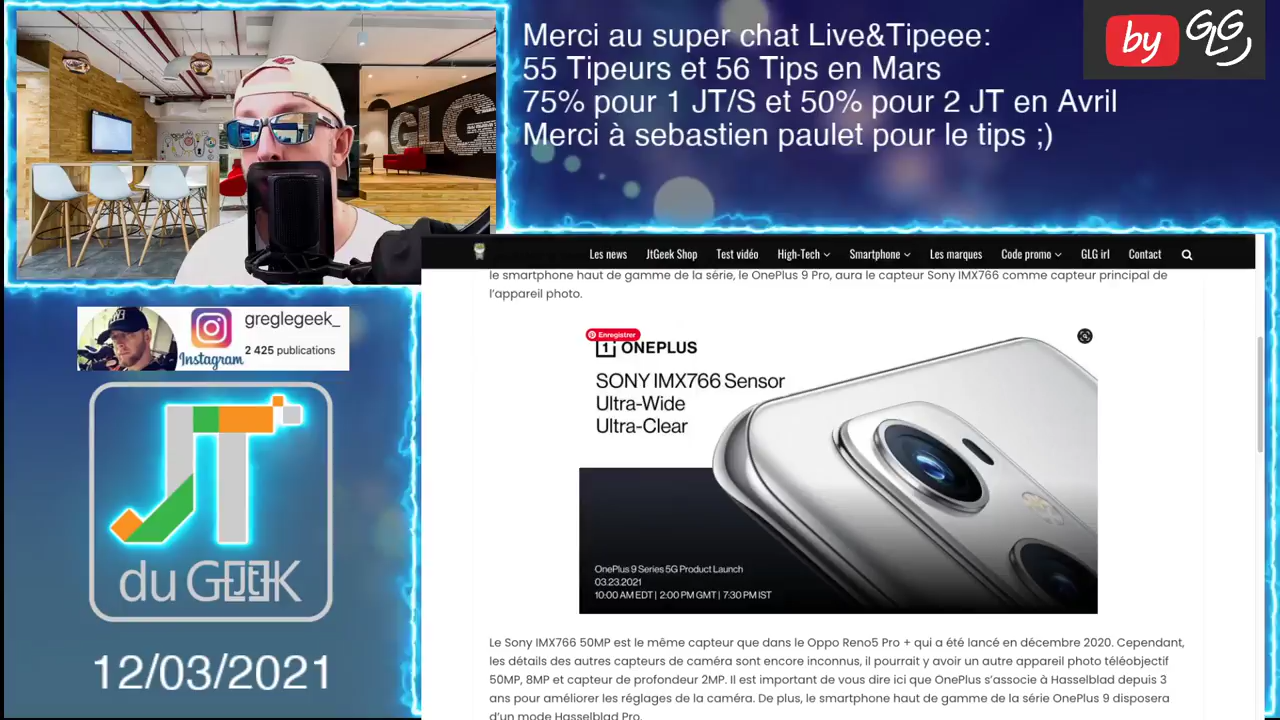 Merci au super chat Live&Tipeee:
55 Tipeurs et 56 Tips en Mars
75% pour 1 JT/S et 50% pour 2 JT en Avril
Merci à sebastien paulet pour le tips ;)
by GLG
GLG
Les news JtGeek Shop Test vidéo High-Tech Smartphone Les marques Code promo GLG irl Contact
le smartphone haut de gamme de la série, le OnePlus 9 Pro, aura le capteur Sony IMX766 comme capteur principal de
l'appareil photo.
Enregistrer
1 ONEPLUS
SONY IMX766 Sensor
Ultra-Wide
Ultra-Clear
OnePlus 9 Series 5G Product Launch
03.23.2021
10:00 AM EDT | 2:00 PM GMT | 7:30 PM IST
Le Sony IMX766 50MP est le même capteur que dans le Oppo Reno5 Pro + qui a été lancé en décembre 2020. Cependant,
les détails des autres capteurs de caméra sont encore inconnus, il pourrait y avoir un autre appareil photo téléobjectif
50MP, 8MP et capteur de profondeur 2MP. Il est important de vous dire ici que OnePlus s'associe à Hasselblad depuis 3
ans pour améliorer les réglages de la caméra. De plus, le smartphone haut de gamme de la série OnePlus 9 disposera
d'un mode Hasselblad Pro.
greglegeek_
Instagram
2 425 publications
JT
du GEEK
12/03/2021